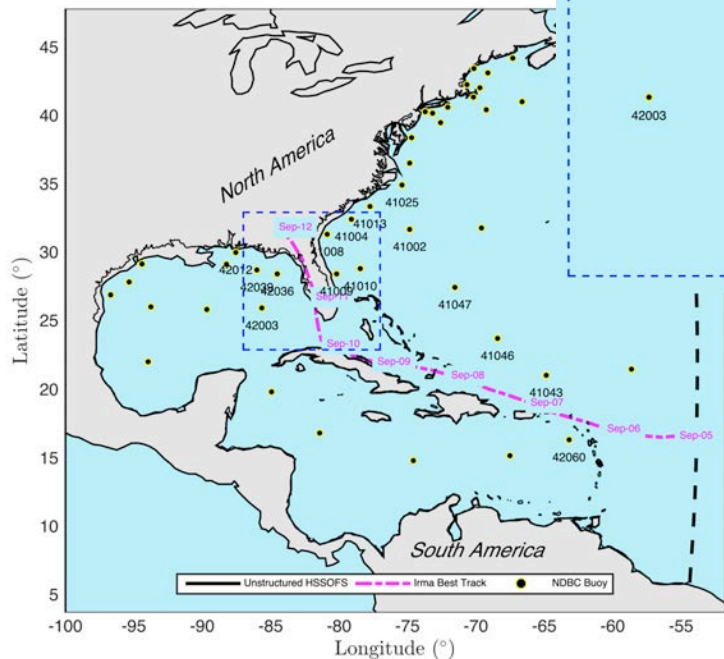 45
40
35
30
25
20
15
10
5
Latitude (°)
-100 -95 -90 -85 -80 -75 -70 -65 -60 -55
Longitude (°)
North America
South America
42003
41025
41013
41004
41002
Sep-12
008
42012
42039
42036
41009
41010
Sep-11
42003
41047
Sep-10
41046
Sep-09
Sep-08
41043
Sep-07
Sep-06
Sep-05
42060
Unstructured HSSOFS
Irma Best Track
NDBC Buoy